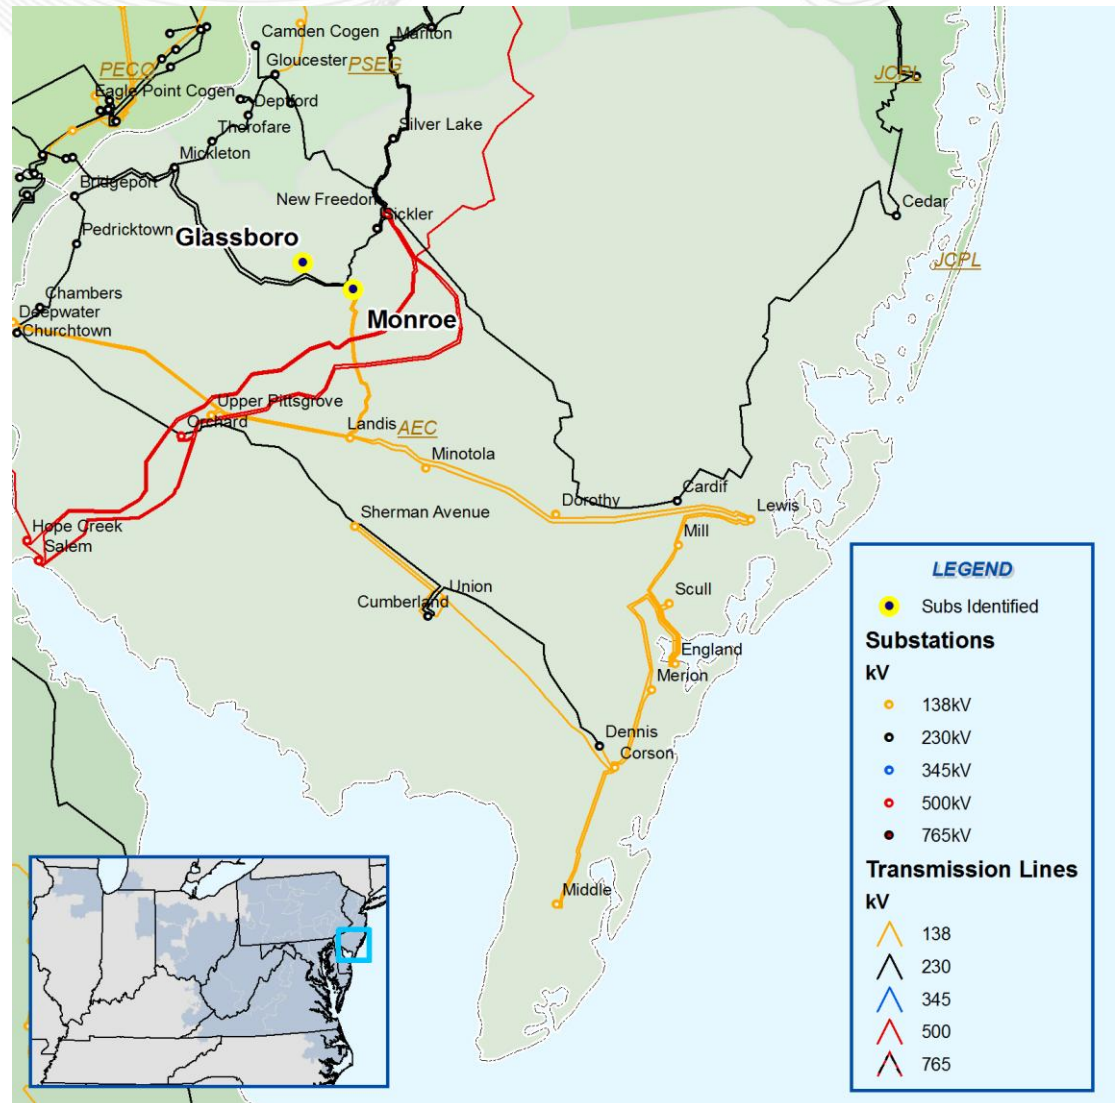 Camden Cogen
Marlton
Gloucester
PSEG
PECO
JCPL
Eagle Point Cogen
Deptford
Thorofare
Silver Lake
Mickleton
Bridgeport
New Freedom
Sickler
Cedar
Pedricktown
Glassboro
JCPL
Chambers
Deepwater
Monroe
Churchtown
Upper Pittsgrove
Orchard
Landis
AEC
Minotola
Cardif
Dorothy
Lewis
Sherman Avenue
Hope Creek
Mill
Salem
Union
Scull
Cumberland
England
Merion
Dennis
Corson
Middle
LEGEND
Subs Identified
Substations
kV
138kV
230kV
345kV
500kV
765kV
Transmission Lines
kV
138
230
345
500
765